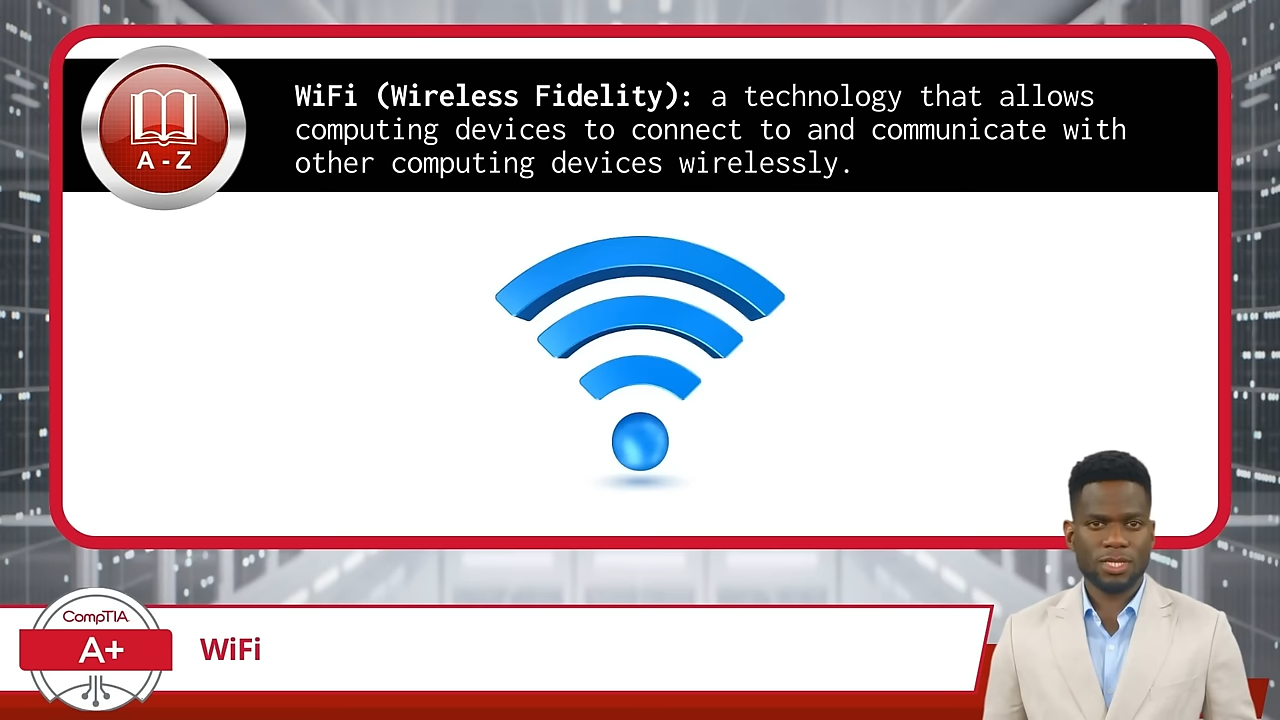 WiFi (Wireless Fidelity): a technology that allows
computing devices to connect to and communicate with
other computing devices wirelessly.
A - Z
CompTIA
A+
WiFi